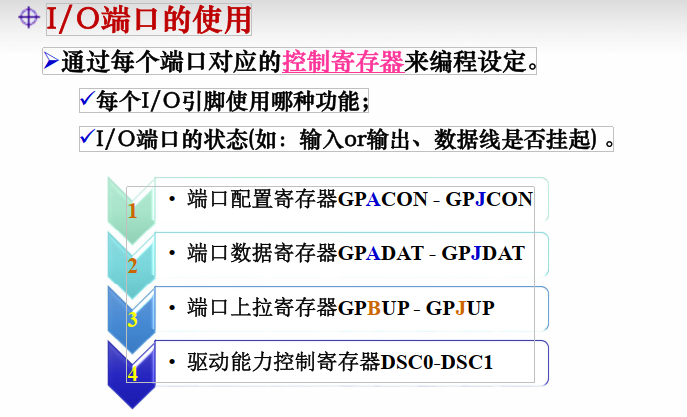 I/O端口的使用
通过每个端口对应的控制寄存器来编程设定。
每个I/O引脚使用哪种功能；
I/O端口的状态(如：输入or输出、数据线是否挂起) 。
1 • 端口配置寄存器GPACON - GPJCON
2 • 端口数据寄存器GPADAT - GPJDAT
3 • 端口上拉寄存器GPBUP - GPJUP
4 • 驱动能力控制寄存器DSC0-DSC1